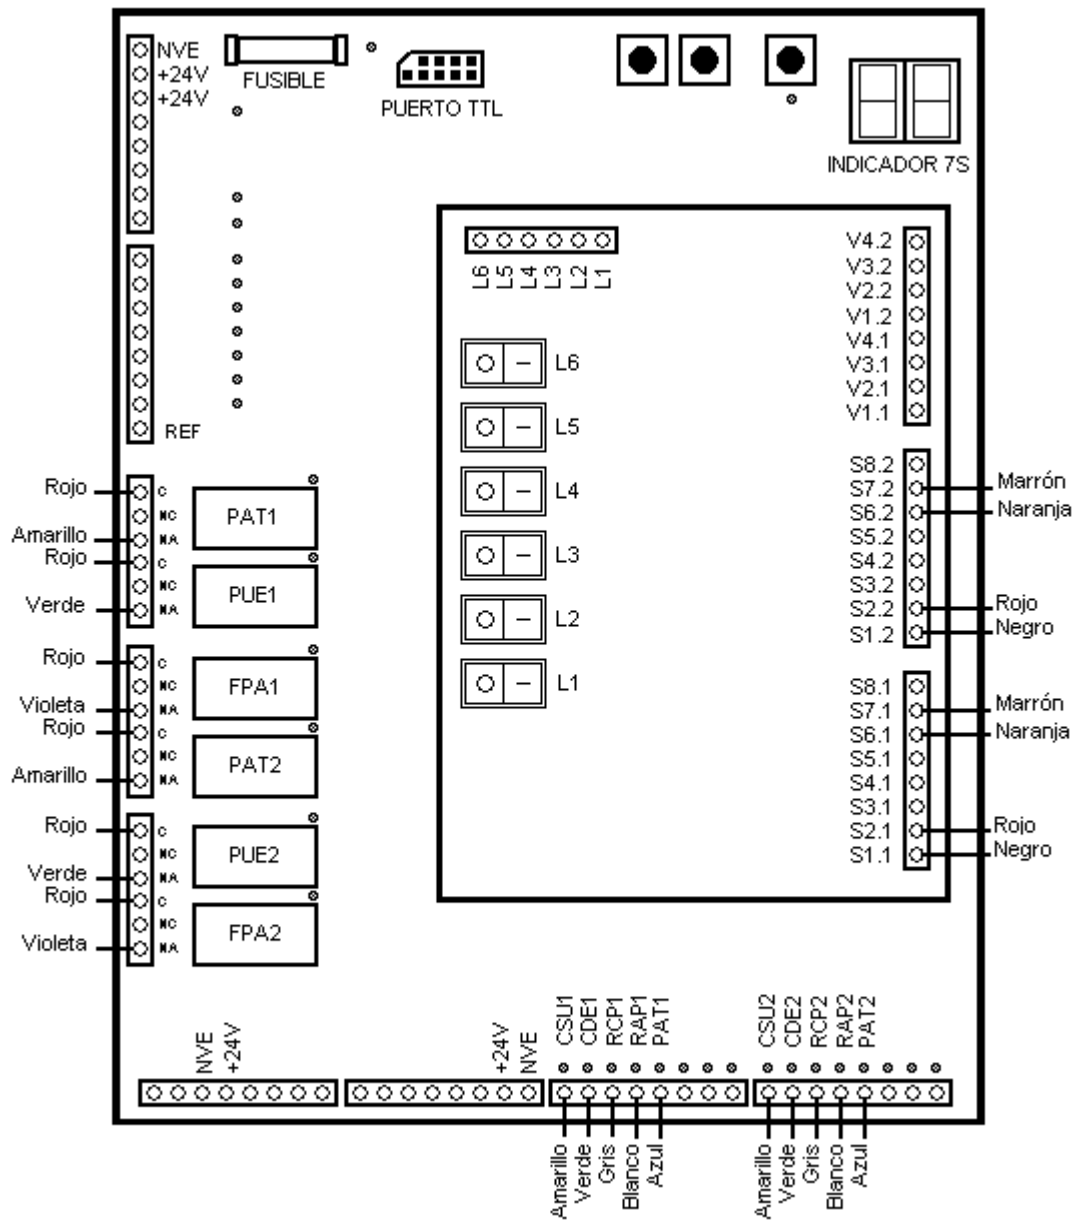 NVE
+24V
+24V
FUSIBLE
PUERTO TTL
INDICADOR 7S
L6
L5
L4
L3
L2
L1
V4.2
V3.2
V2.2
V1.2
V4.1
V3.1
V2.1
V1.1
REF
L6
L5
L4
L3
L2
L1
S8.2
S7.2 Marrón
S6.2 Naranja
S5.2
S4.2
S3.2
S2.2 Rojo
S1.2 Negro
S8.1
S7.1 Marrón
S6.1 Naranja
S5.1
S4.1
S3.1
S2.1 Rojo
S1.1 Negro
Rojo C
NC
Amarillo NA
PAT1
Rojo C
NC
Verde NA
PUE1
Rojo C
NC
Violeta NA
FPA1
Rojo C
NC
Amarillo NA
PAT2
Rojo C
NC
Verde NA
PUE2
Rojo C
NC
Violeta NA
FPA2
NVE
+24V
+24V
NVE
CSU1
CDE1
RCP1
RAP1
PAT1
CSU2
CDE2
RCP2
RAP2
PAT2
Amarillo
Verde
Gris
Blanco
Azul
Amarillo
Verde
Gris
Blanco
Azul